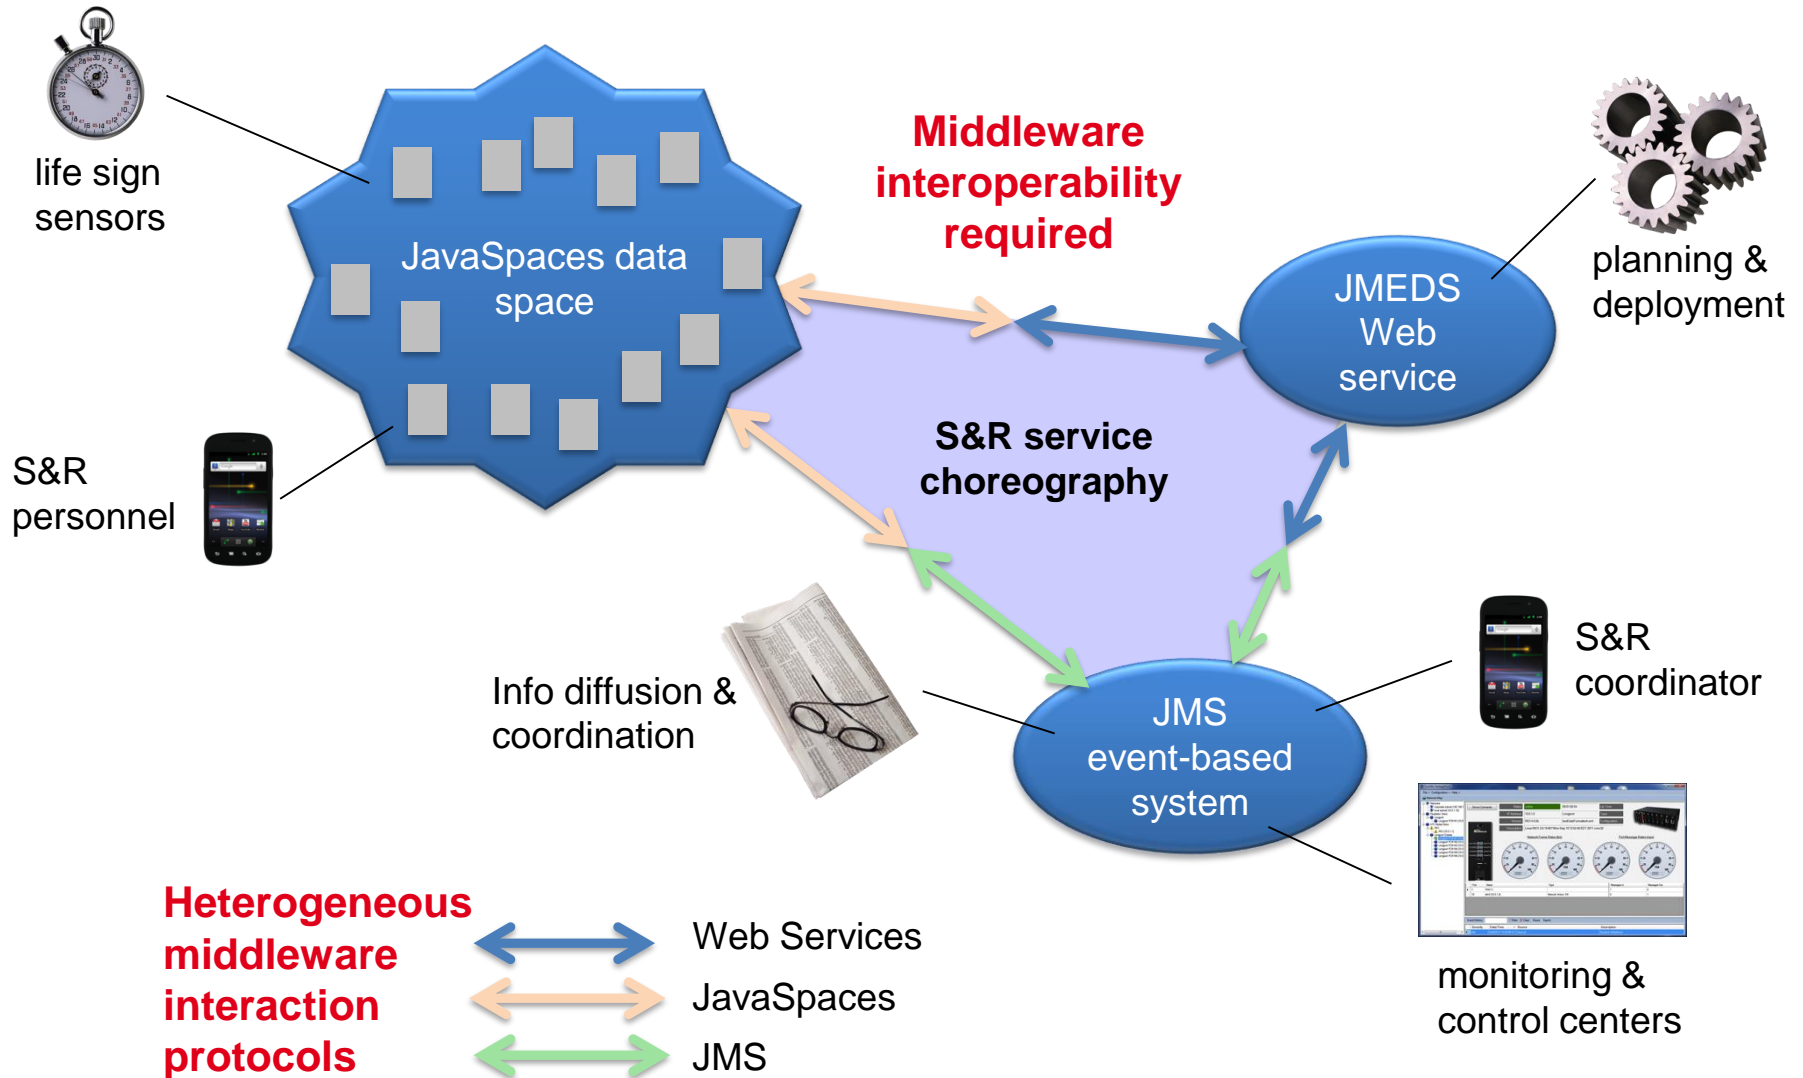 life sign
sensors
JavaSpaces data
space
Middleware
interoperability
required
JMEDS
Web
service
planning &
deployment
S&R service
choreography
S&R
personnel
Info diffusion &
coordination
JMS
event-based
system
S&R
coordinator
monitoring &
control centers
Heterogeneous
middleware
interaction
protocols
Web Services
JavaSpaces
JMS